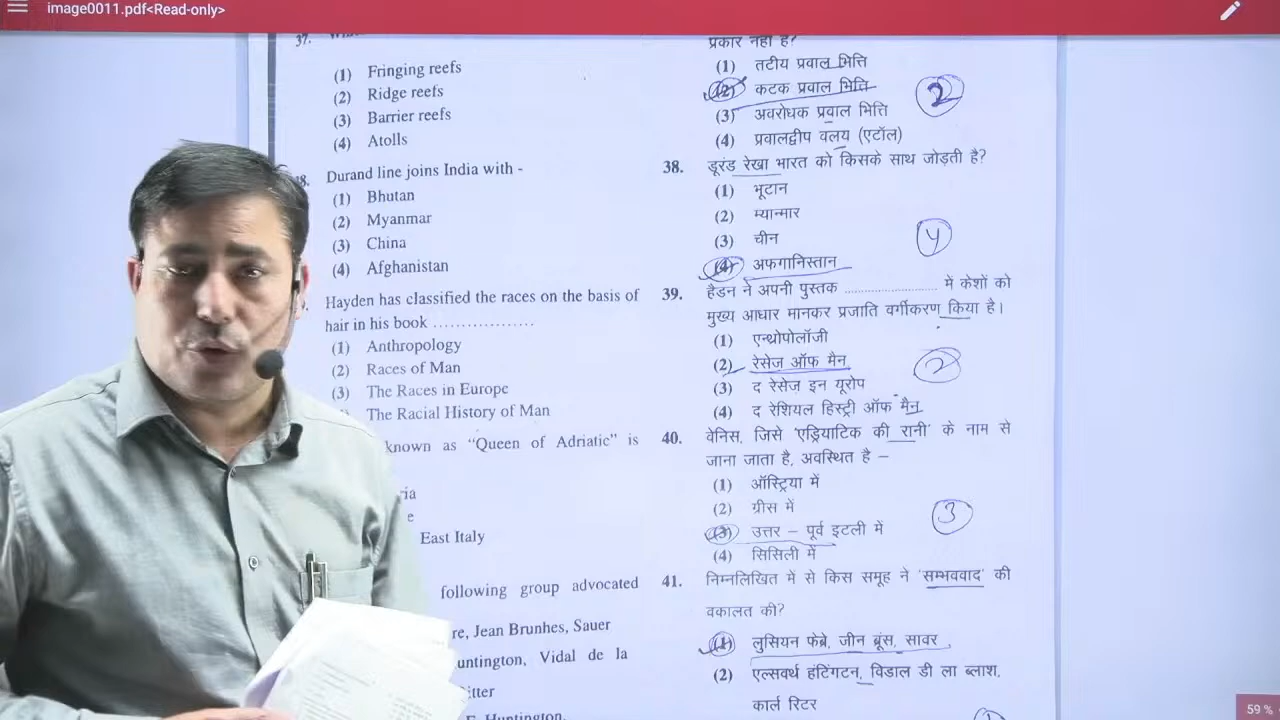 image0011.pdf<Read-only>
37.
(1) Fringing reefs
(2) Ridge reefs
(3) Barrier reefs
(4) Atolls
Durand line joins India with -
(1) Bhutan
(2) Myanmar
(3) China
(4) Afghanistan
Hayden has classified the races on the basis of
hair in his book ..................
(1) Anthropology
(2) Races of Man
(3) The Races in Europe
The Racial History of Man
known as “Queen of Adriatic” is
ria
e
East Italy
following group advocated
re, Jean Brunhes, Sauer
untington, Vidal de la
itter
E. Huntington,
प्रकार नहीं है?
(1) तटीय प्रवाल भित्ति
(2) कटक प्रवाल भित्ति
2
(3) अवरोधक प्रवाल भित्ति
(4) प्रवालद्वीप वलय (एटॉल)
38. डूरंड रेखा भारत को किसके साथ जोड़ती है?
(1) भूटान
(2) म्यान्मार
(3) चीन
4
(4) अफगानिस्तान
39. हैडन ने अपनी पुस्तक ........................... में केशों को
मुख्य आधार मानकर प्रजाति वर्गीकरण किया है।
(1) एन्थ्रोपोलॉजी
(2) रेसेज ऑफ मैन
2
(3) द रेसेज इन यूरोप
(4) द रेशियल हिस्ट्री ऑफ मैन
40. वेनिस, जिसे 'एड्रियाटिक की रानी' के नाम से
जाना जाता है, अवस्थित है –
(1) ऑस्ट्रिया में
(2) ग्रीस में
3
(3) उत्तर – पूर्व इटली में
(4) सिसिली में
41. निम्नलिखित में से किस समूह ने 'सम्भववाद' की
वकालत की?
(1) लुसियन फेब्रे, जीन ब्रूंस, सावर
(2) एल्सवर्थ हंटिंगटन, विडाल डी ला ब्लाश,
कार्ल रिटर
59 %